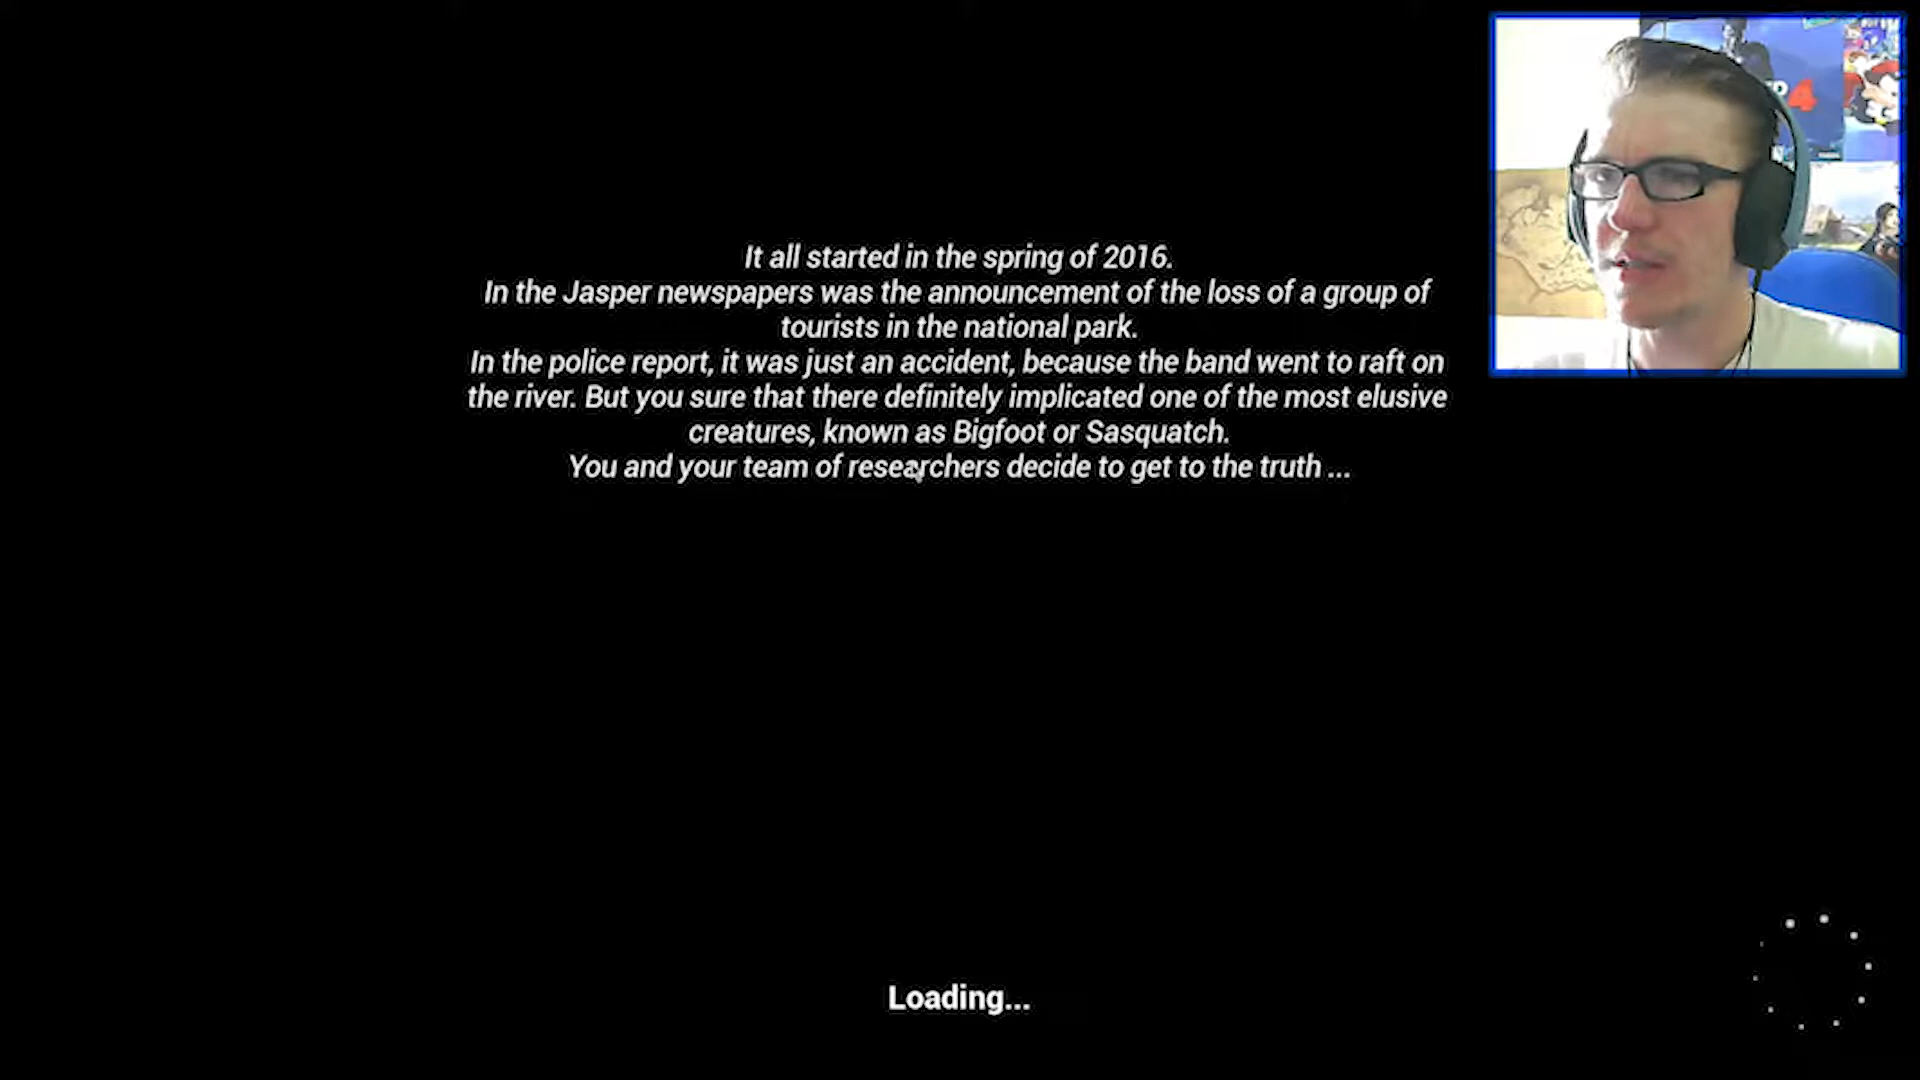 It all started in the spring of 2016.
In the Jasper newspapers was the announcement of the loss of a group of
tourists in the national park.
In the police report, it was just an accident, because the band went to raft on
the river. But you sure that there definitely implicated one of the most elusive
creatures, known as Bigfoot or Sasquatch.
You and your team of researchers decide to get to the truth ...
4
Loading...